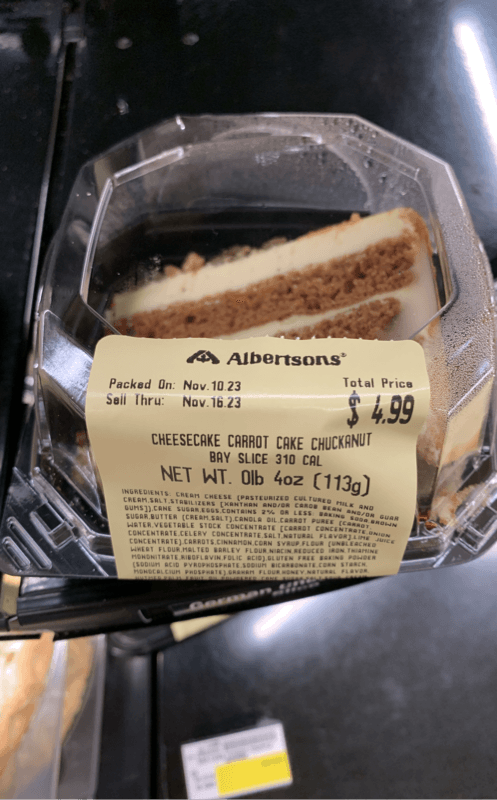 Albertsons®
Packed On: Nov.10.23
Sell Thru: Nov.16.23
Total Price
$ 4.99
CHEESECAKE CARROT CAKE CHUCKANUT
BAY SLICE 310 CAL
NET WT. 0lb 4oz (113g)
INGREDIENTS: CREAM CHEESE (PASTEURIZED CULTURED MILK AND
CREAM,SALT,STABILIZERS (XANTHAN AND/OR CAROB BEAN AND/OR GUAR
GUMS)),CANE SUGAR,EGGS,CONTAINS 2% OR LESS BAKING SODA,BROWN
SUGAR,BUTTER (CREAM,SALT),CANOLA OIL,CARROT PUREE (CARROT,
WATER,VEGETABLE STOCK CONCENTRATE (CARROT CONCENTRATE,ONION
CONCENTRATE,CELERY CONCENTRATE,SALT,NATURAL FLAVOR)LIME JUICE
CONCENTRATE),CARROTS,CINNAMON,CORN SYRUP,FLOUR (UNBLEACHED
WHEAT FLOUR,MALTED BARLEY FLOUR,NIACIN,REDUCED IRON,THIAMINE
MONONITRATE,RIBOFLAVIN,FOLIC ACID),GLUTEN FREE BAKING POWDER
(SODIUM ACID PYROPHOSPHATE,SODIUM BICARBONATE,CORN STARCH,
MONOCALCIUM PHOSPHATE),GRAHAM FLOUR,HONEY,NATURAL FLAVOR,
German